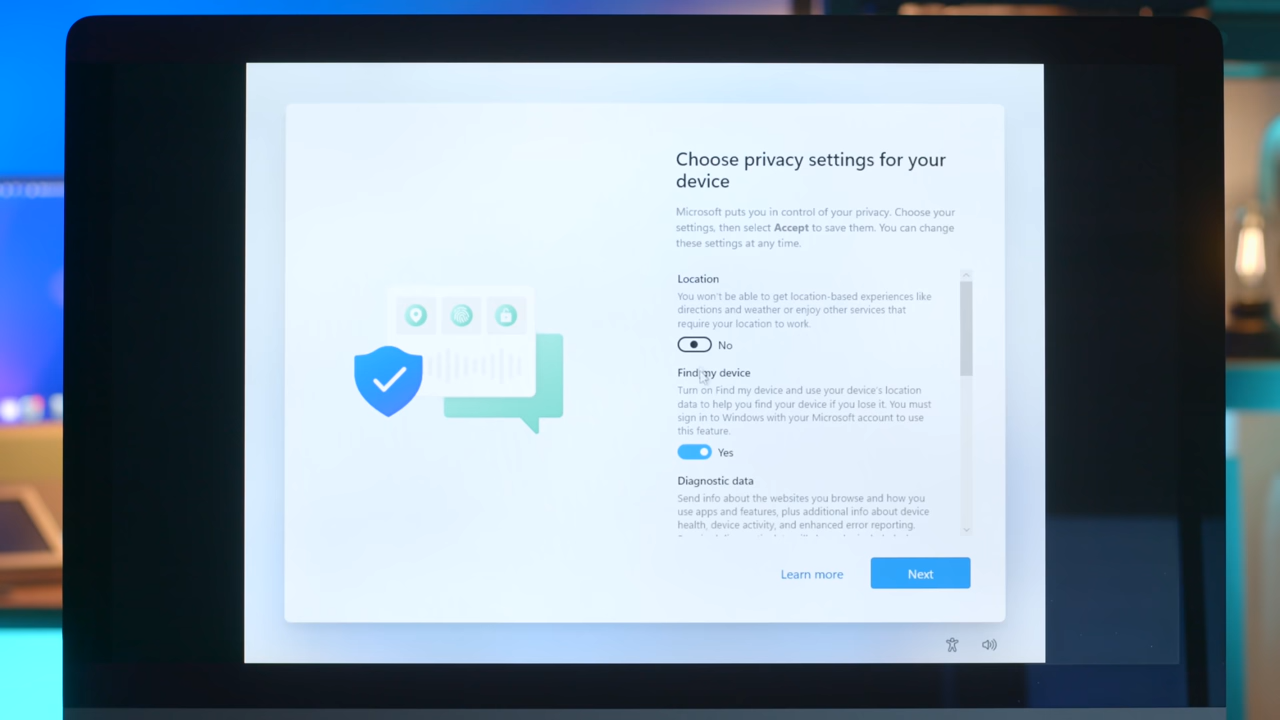 Choose privacy settings for your
device
Microsoft puts you in control of your privacy. Choose your
settings, then select Accept to save them. You can change
these settings at any time.
Location
You won't be able to get location-based experiences like
directions and weather or enjoy other services that
require your location to work.
No
Find my device
Turn on Find my device and use your device's location
data to help you find your device if you lose it. You must
sign in to Windows with your Microsoft account to use
this feature.
Yes
Diagnostic data
Send info about the websites you browse and how you
use apps and features, plus additional info about device
health, device activity, and enhanced error reporting.
Learn more
Next